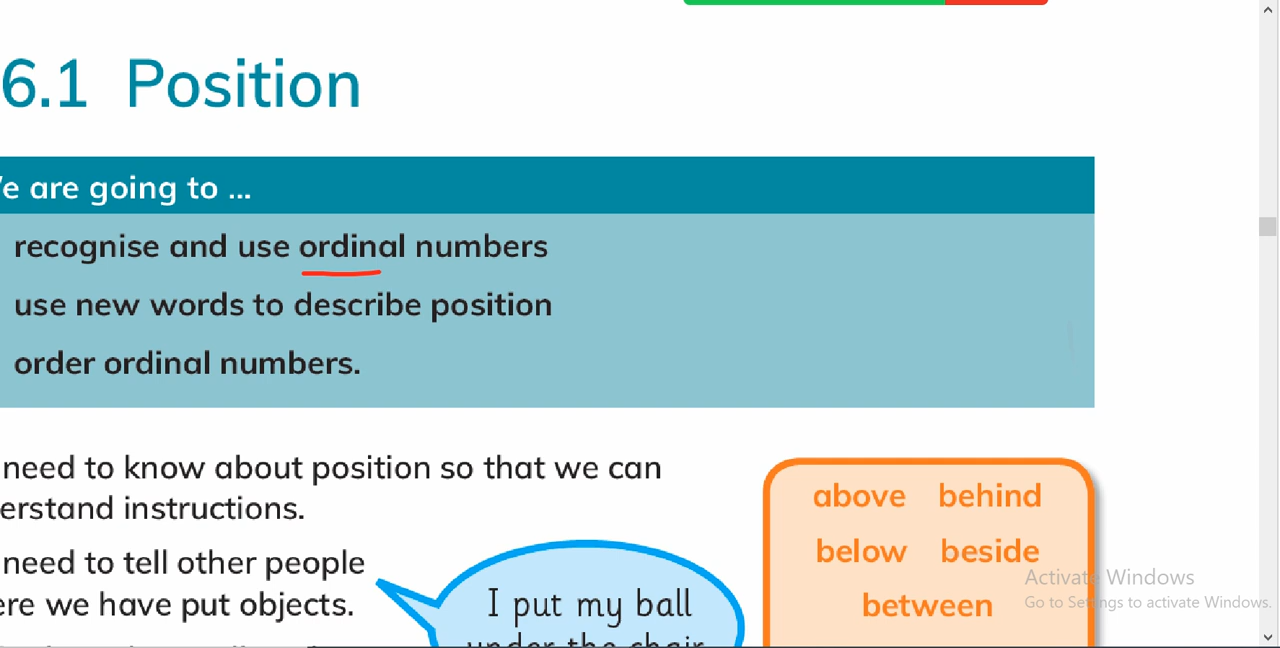 6.1 Position
e are going to ...
recognise and use ordinal numbers
use new words to describe position
order ordinal numbers.
need to know about position so that we can
erstand instructions.
need to tell other people
ere we have put objects.
I put my ball
under the chair
above behind
below beside
between
Activate Windows
Go to Settings to activate Windows.